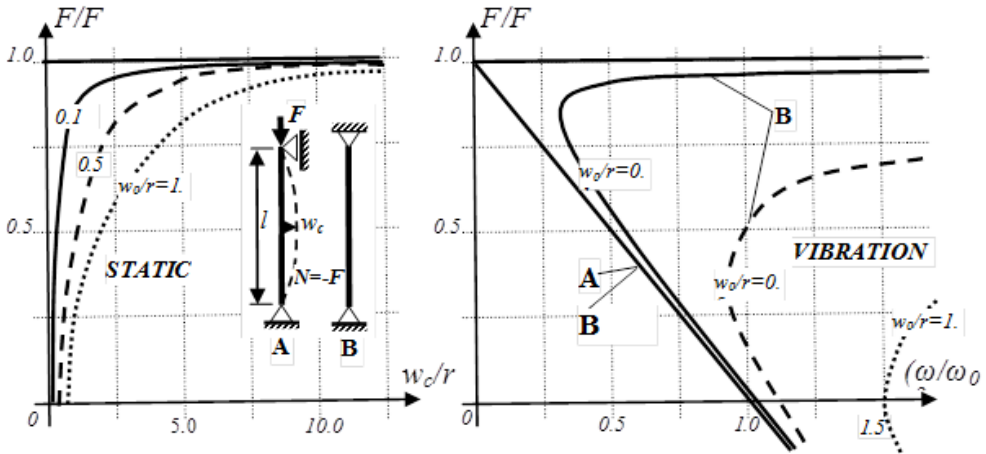 F/F
1.0
0.1
0.5
w₀/r=1.
0.5
STATIC
F
l
w_c
N=-F
A
B
w_c/r
0
5.0
10.0
F/F
1.0
B
w₀/r=0.
0.5
VIBRATION
A
B
w₀/r=0.
w₀/r=1.
(ω/ω₀
0
0.5
1.0
1.5